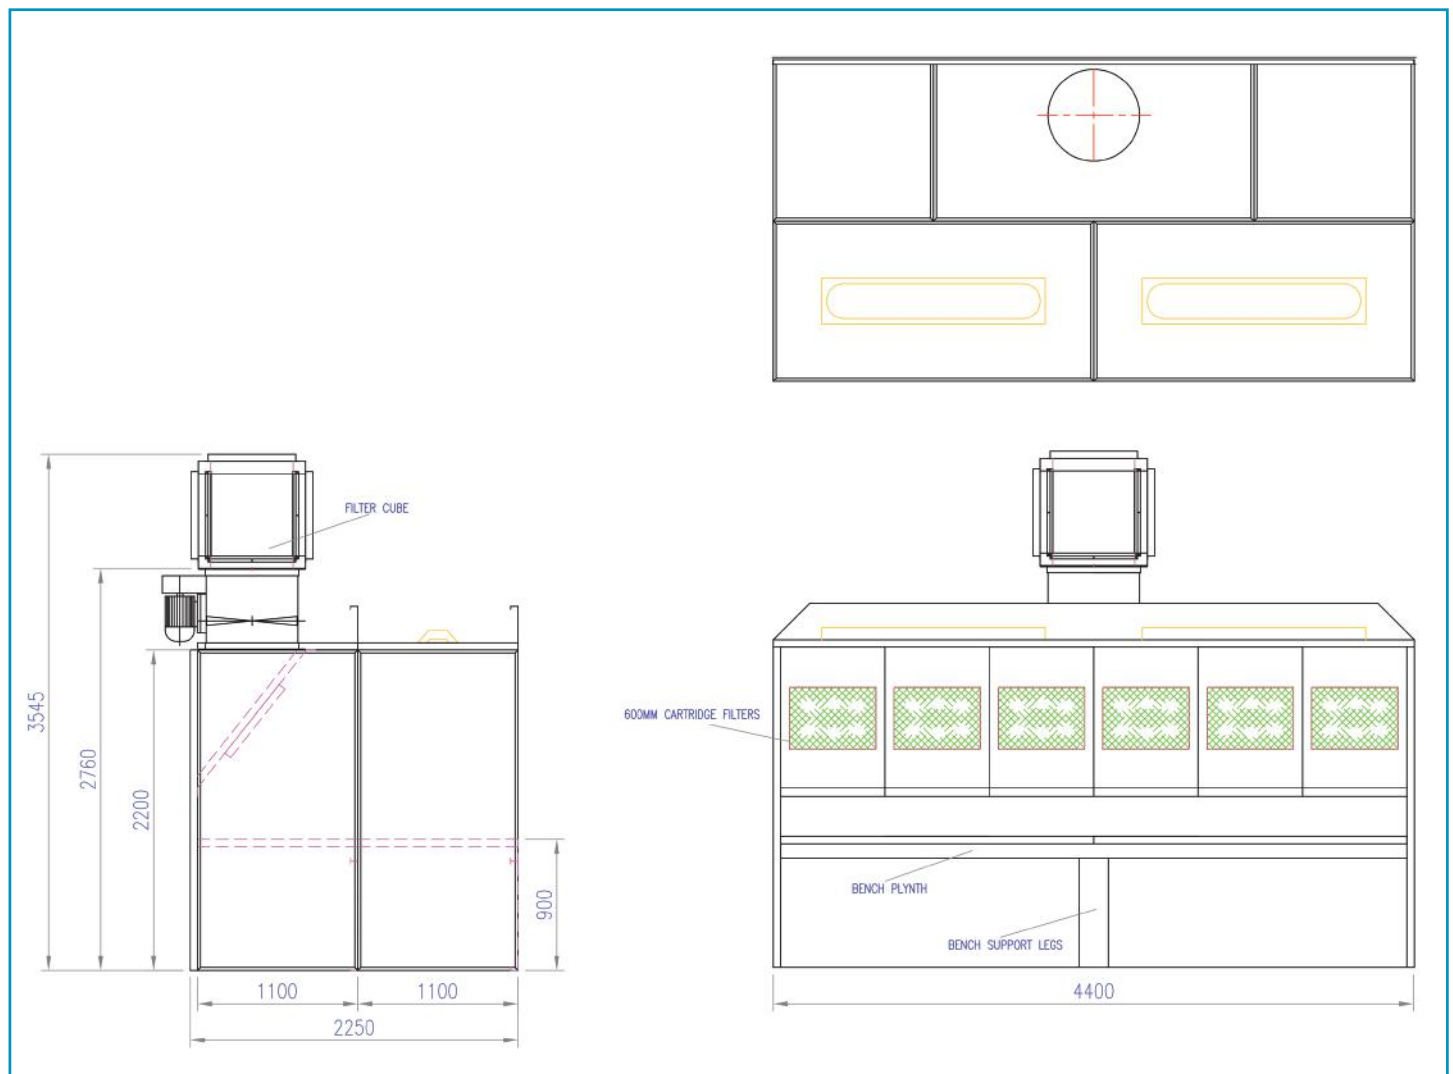 FILTER CUBE
3545
2760
2200
900
1100
1100
2250
600MM CARTRIDGE FILTERS
BENCH PLYNTH
BENCH SUPPORT LEGS
4400